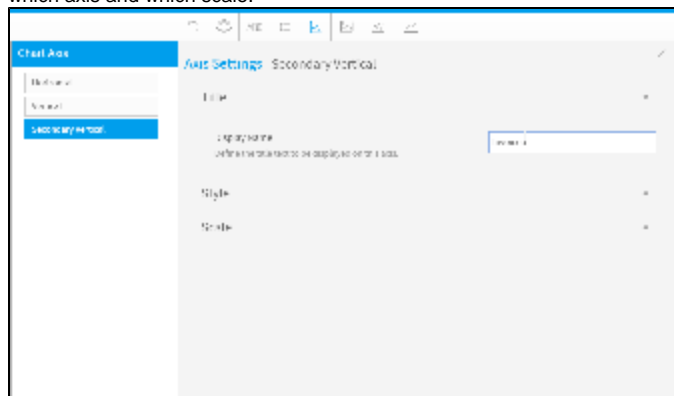 which axis and which scale.
Chart Axis
Axis Settings Secondary Vertical
Horizontal
Title
Vertical
Secondary Vertical
Display Name
Define the title text to be displayed on this axis.
Style
Scale